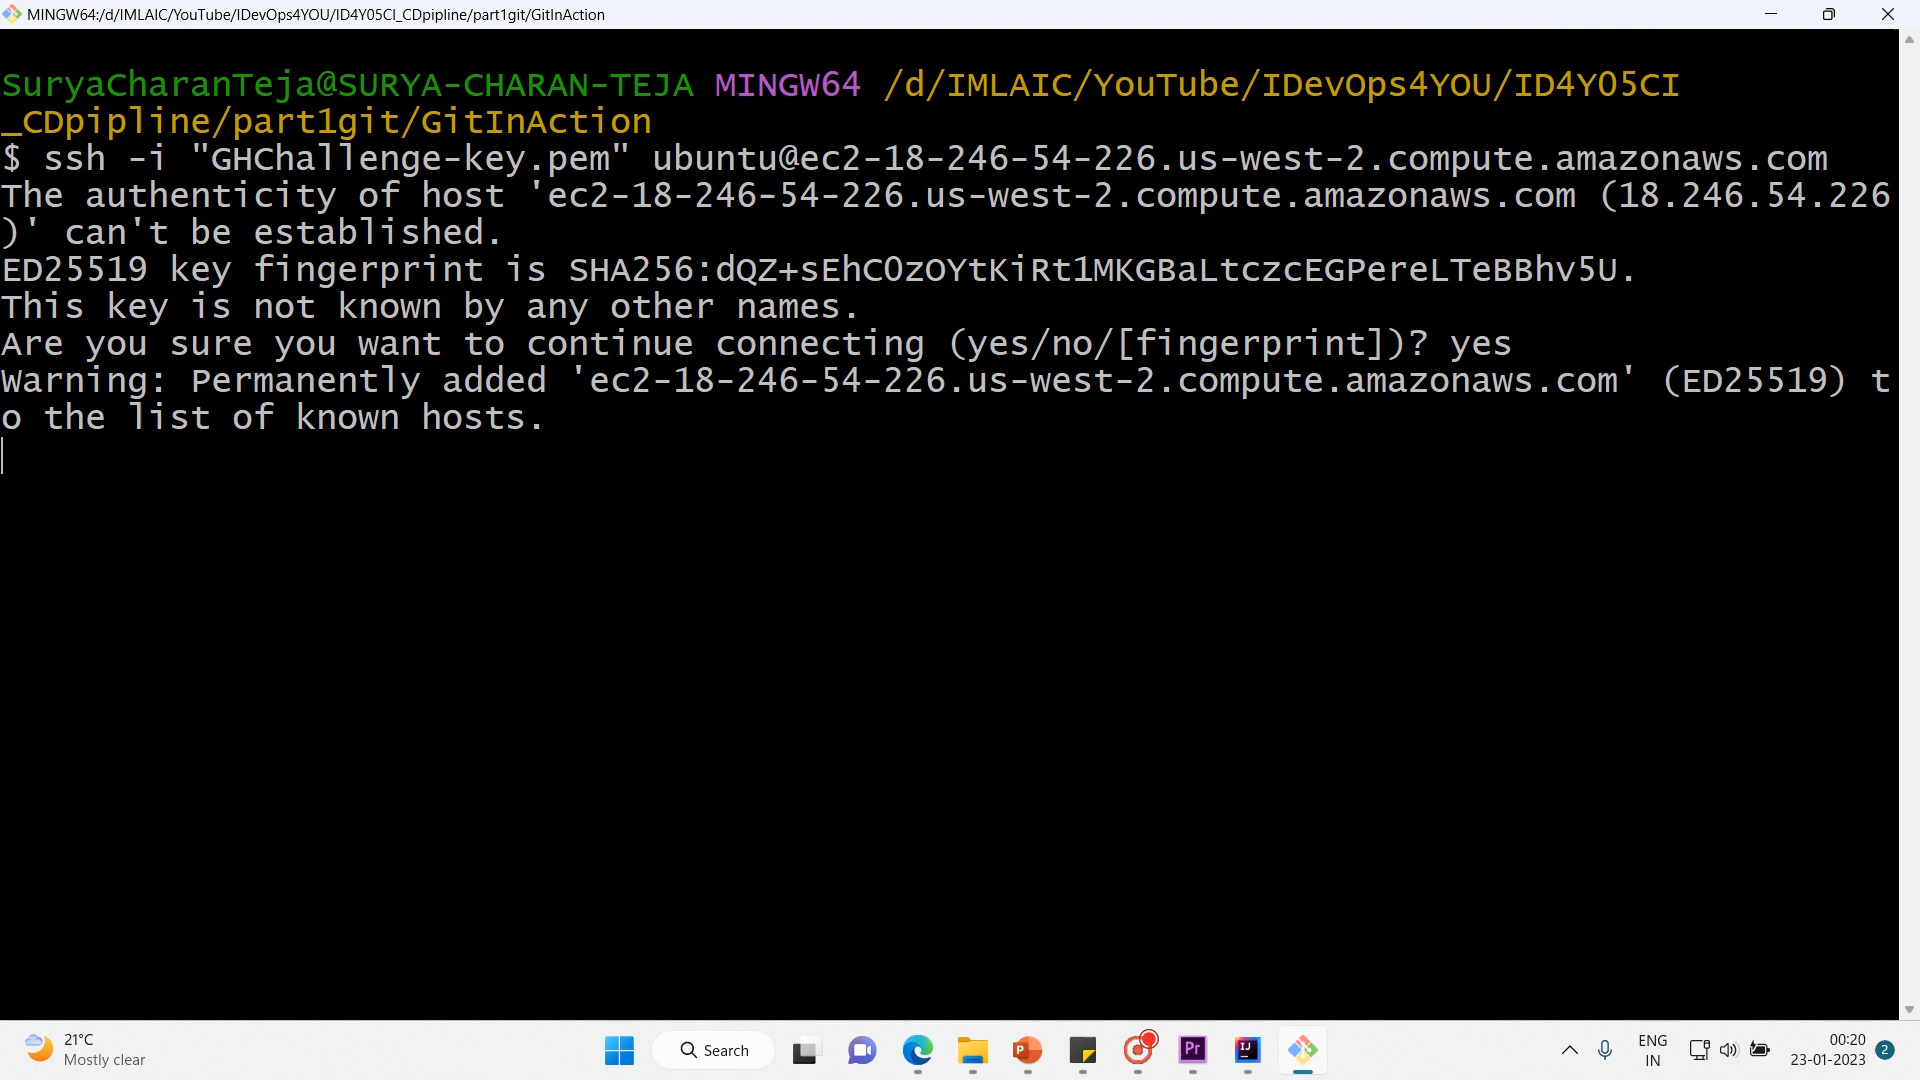 MINGW64:/d/IMLAIC/YouTube/IDevOps4YOU/ID4Y05CI_CDpipline/part1git/GitInAction
SuryaCharanTeja@SURYA-CHARAN-TEJA MINGW64 /d/IMLAIC/YouTube/IDevOps4YOU/ID4Y05CI
_CDpipline/part1git/GitInAction
$ ssh -i "GHChallenge-key.pem" ubuntu@ec2-18-246-54-226.us-west-2.compute.amazonaws.com
The authenticity of host 'ec2-18-246-54-226.us-west-2.compute.amazonaws.com (18.246.54.226
)' can't be established.
ED25519 key fingerprint is SHA256:dQZ+sEhC0zOYtKiRt1MKGBaLtczcEGPereLTeBBhv5U.
This key is not known by any other names.
Are you sure you want to continue connecting (yes/no/[fingerprint])? yes
Warning: Permanently added 'ec2-18-246-54-226.us-west-2.compute.amazonaws.com' (ED25519) t
o the list of known hosts.
21°C
Mostly clear
Search
P
Pr
IJ
ENG
IN
00:20
23-01-2023
2